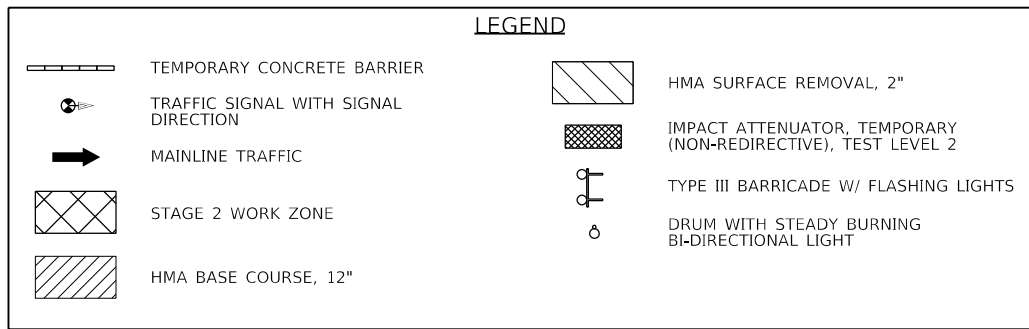 LEGEND
TEMPORARY CONCRETE BARRIER
TRAFFIC SIGNAL WITH SIGNAL
DIRECTION
MAINLINE TRAFFIC
STAGE 2 WORK ZONE
HMA BASE COURSE, 12"
HMA SURFACE REMOVAL, 2"
IMPACT ATTENUATOR, TEMPORARY
(NON-REDIRECTIVE), TEST LEVEL 2
TYPE III BARRICADE W/ FLASHING LIGHTS
DRUM WITH STEADY BURNING
BI-DIRECTIONAL LIGHT